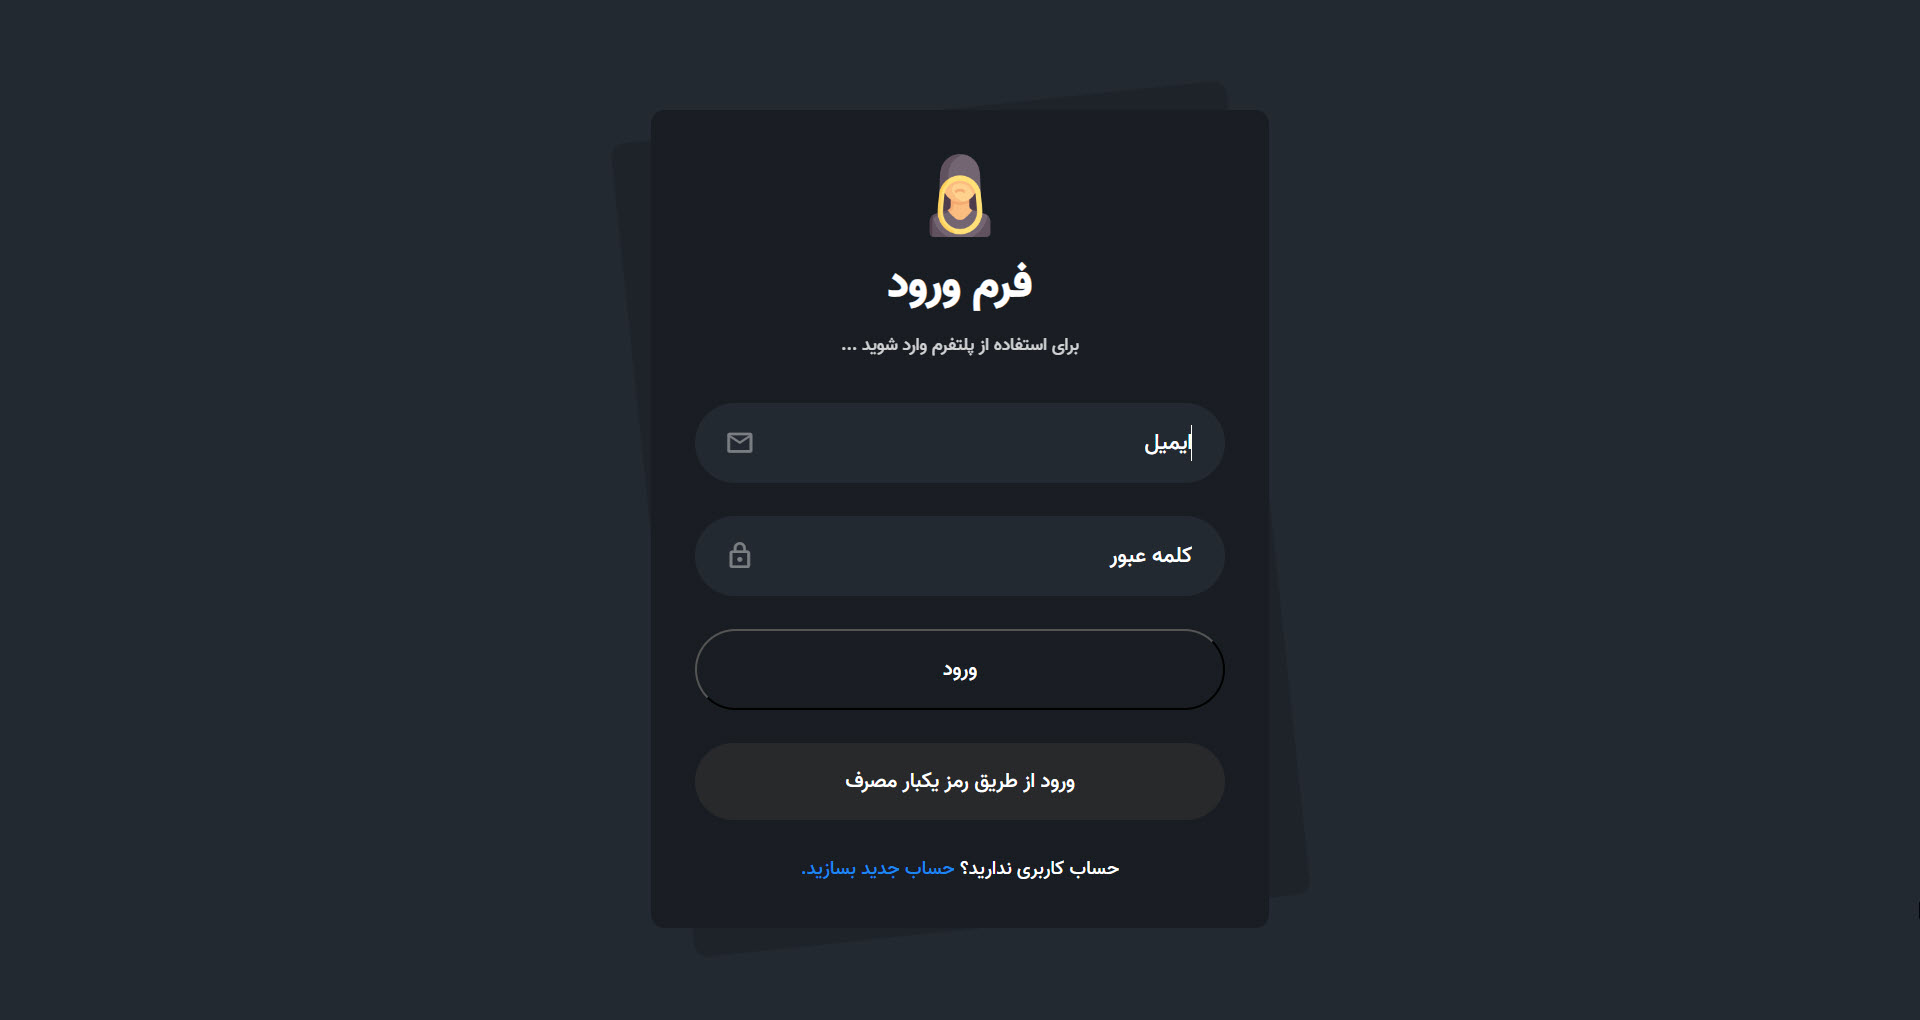 فرم ورود
برای استفاده از پلتفرم وارد شوید ...
ایمیل
کلمه عبور
ورود
ورود از طریق رمز یکبار مصرف
حساب کاربری ندارید؟ حساب جدید بسازید.